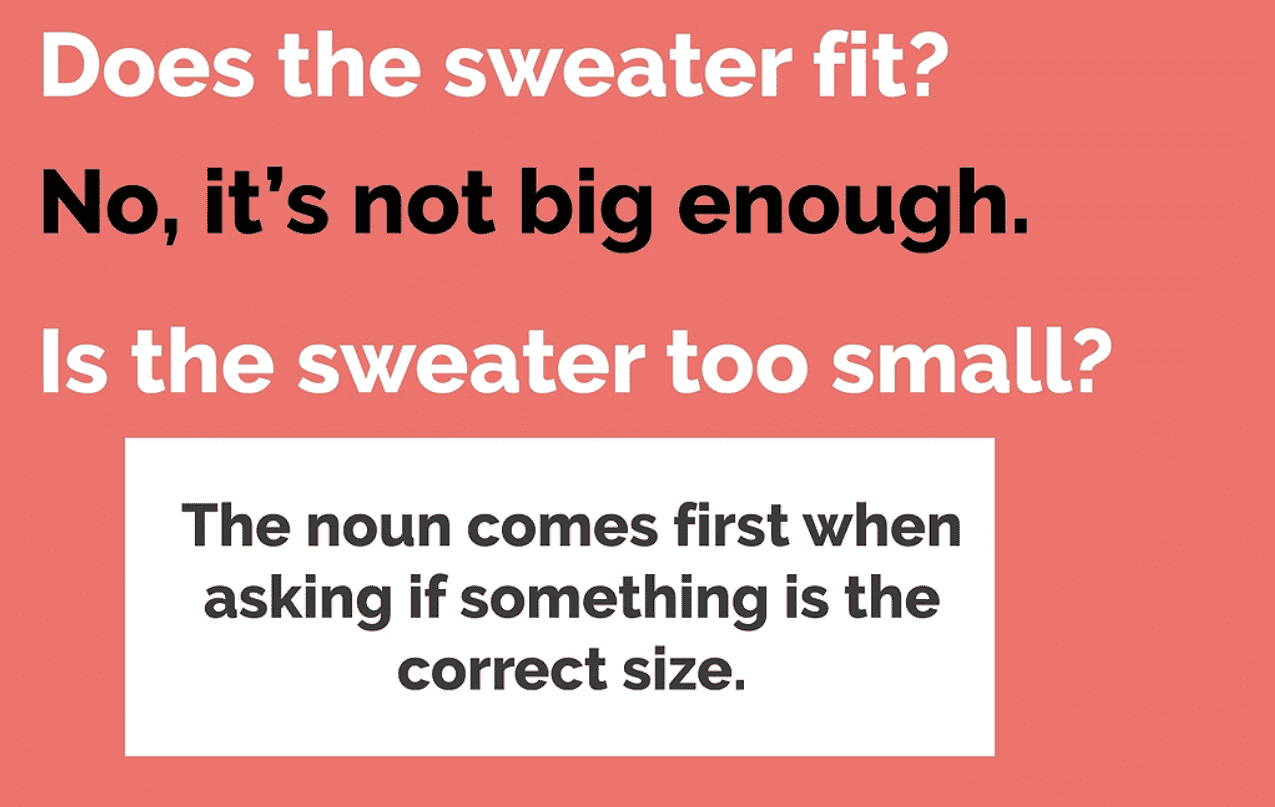 Does the sweater fit?
No, it’s not big enough.
Is the sweater too small?
The noun comes first when
asking if something is the
correct size.